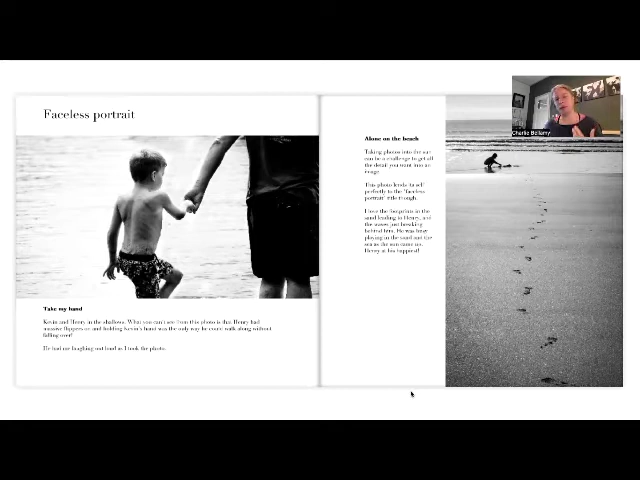 Faceless portrait
Take my hand
Kevin and Henry in the shallows. What you can't see from this photo is that Henry had
massive flippers on and holding Kevin's hand was the only way he could walk along without
falling over!
He had me laughing out loud as I took the photo.
Alone on the beach
Taking photos into the sun
can be a challenge to get all
the detail you want into an
image.
This photo lends itself
perfectly to the 'faceless
portrait' title though.
I love the footprints in the
sand leading to Henry, and
the waves just breaking
behind him. He was busy
playing in the sand and the
sea as the sun came up,
Henry at his happiest!
Charlie Bellamy